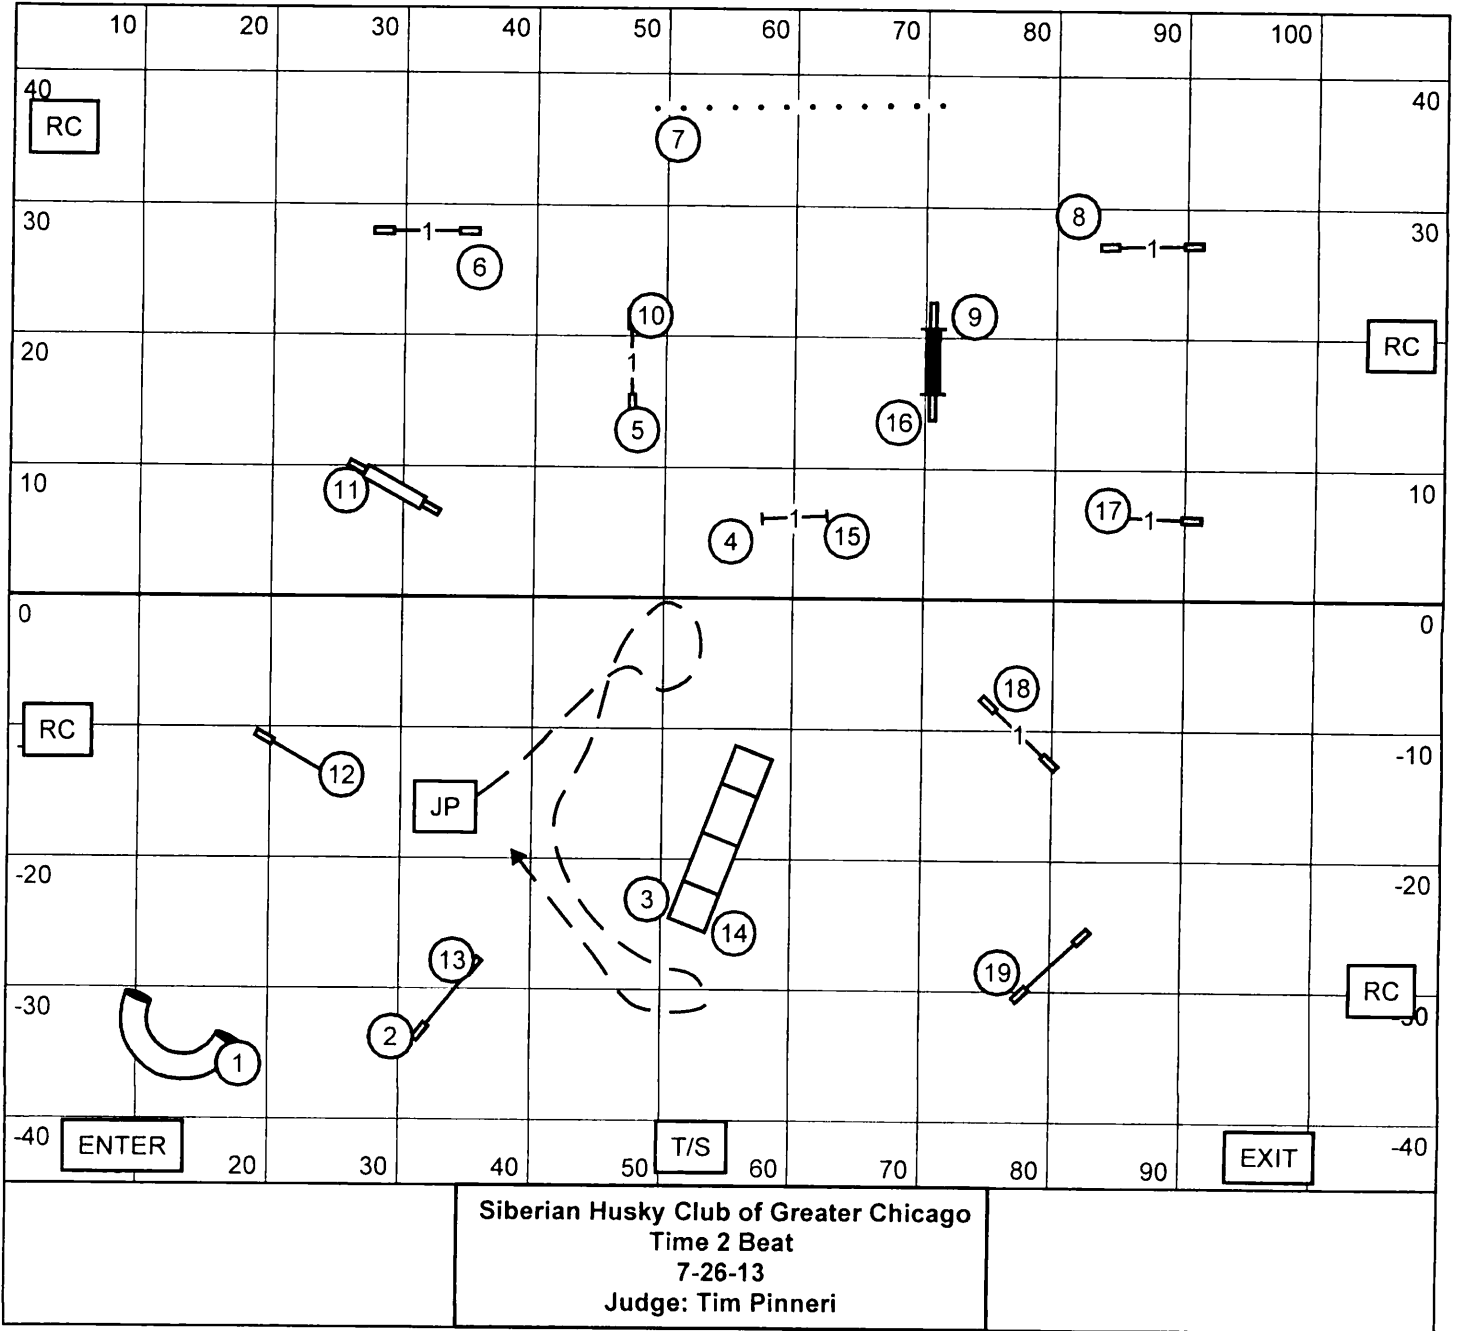 10 20 30 40 50 60 70 80 90 100
40 40
RC
7
30 8 30
1 1
6
10 9
20 1 RC
5 16
10 11 17 10
4 1 15 1
0 0
18
RC 1 -10
12
JP
-20 3 -20
14
13 19
-30 RC
2 -30
1
-40 ENTER T/S EXIT -40
20 30 40 50 60 70 80 90
Siberian Husky Club of Greater Chicago
Time 2 Beat
7-26-13
Judge: Tim Pinneri